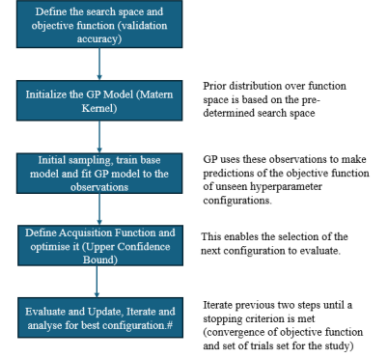 Define the search space and
objective function (validation
accuracy)
Initialize the GP Model (Matern
Kernel)
Prior distribution over function
space is based on the pre-
determined search space
Initial sampling, train base
model and fit GP model to the
observations
GP uses these observations to make
predictions of the objective function
of unseen hyperparameter
configurations.
Define Acquisition Function and
optimise it (Upper Confidence
Bound)
This enables the selection of the
next configuration to evaluate.
Evaluate and Update, Iterate and
analyse for best configuration.#
Iterate previous two steps until a
stopping criterion is met
(convergence of objective function
and set of trials set for the study)